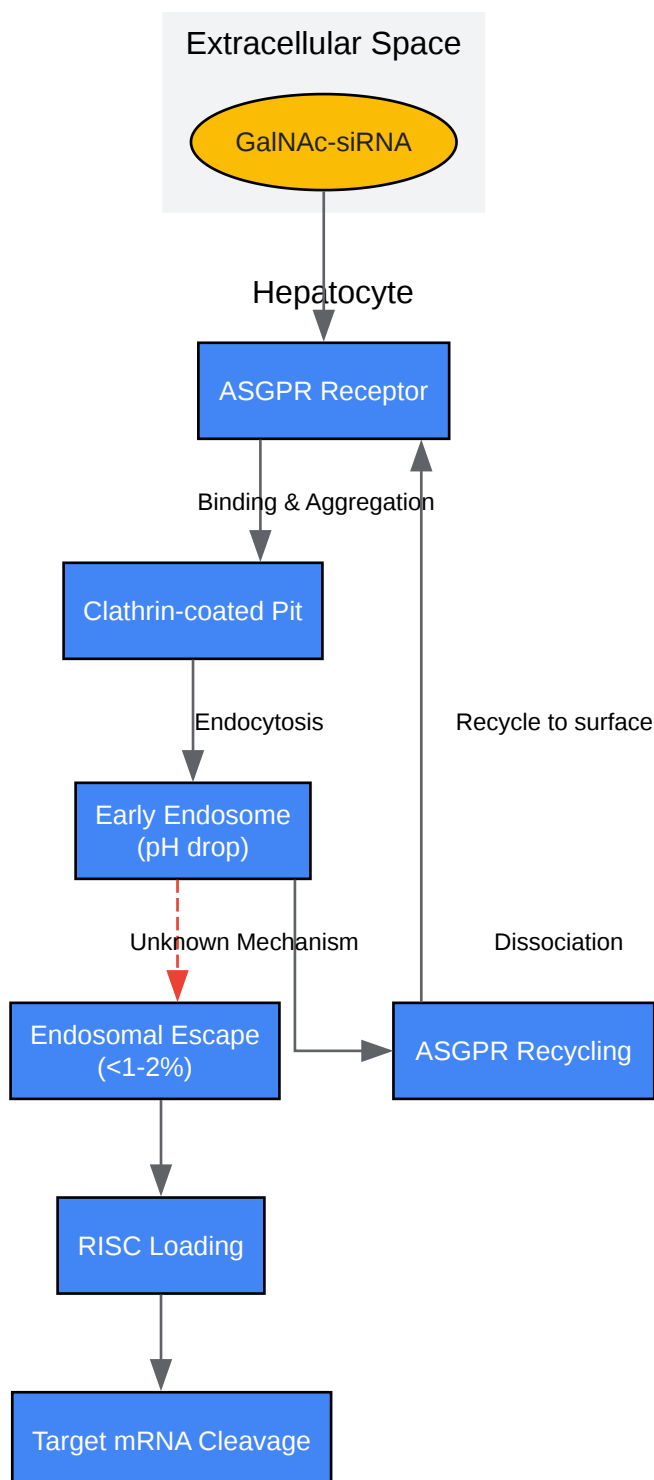 Extracellular Space
GalNAc-siRNA
Hepatocyte
ASGPR Receptor
Binding & Aggregation
Clathrin-coated Pit
Endocytosis
Recycle to surface
Early Endosome
(pH drop)
Unknown Mechanism
Dissociation
Endosomal Escape
(<1-2%)
ASGPR Recycling
RISC Loading
Target mRNA Cleavage